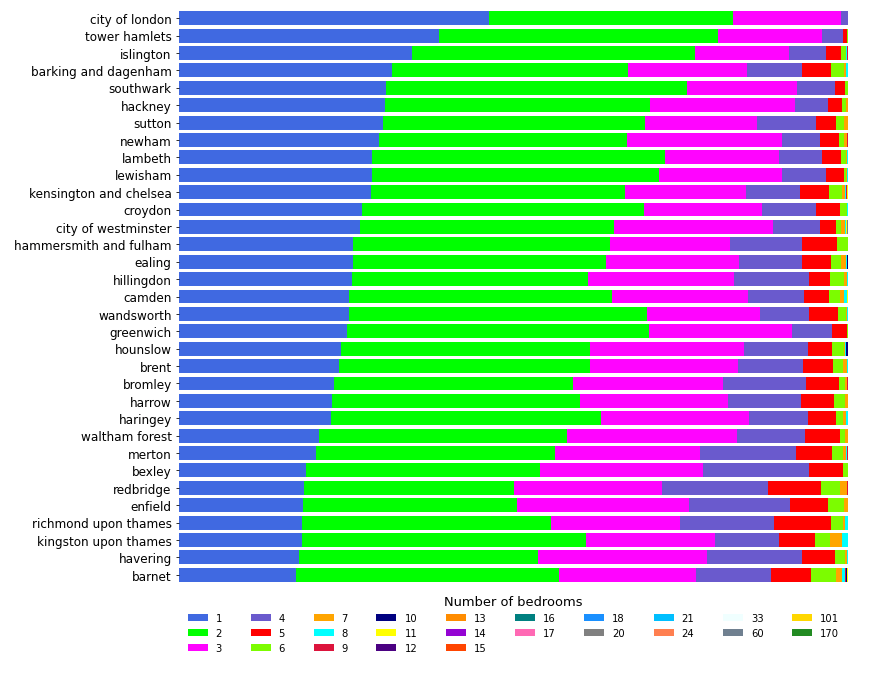 city of london
tower hamlets
islington
barking and dagenham
southwark
hackney
sutton
newham
lambeth
lewisham
kensington and chelsea
croydon
city of westminster
hammersmith and fulham
ealing
hillingdon
camden
wandsworth
greenwich
hounslow
brent
bromley
harrow
haringey
waltham forest
merton
bexley
redbridge
enfield
richmond upon thames
kingston upon thames
havering
barnet
Number of bedrooms
1 4 7 10 13 16 18 21 33 101
2 5 8 11 14 17 20 24 60 170
3 6 9 12 15